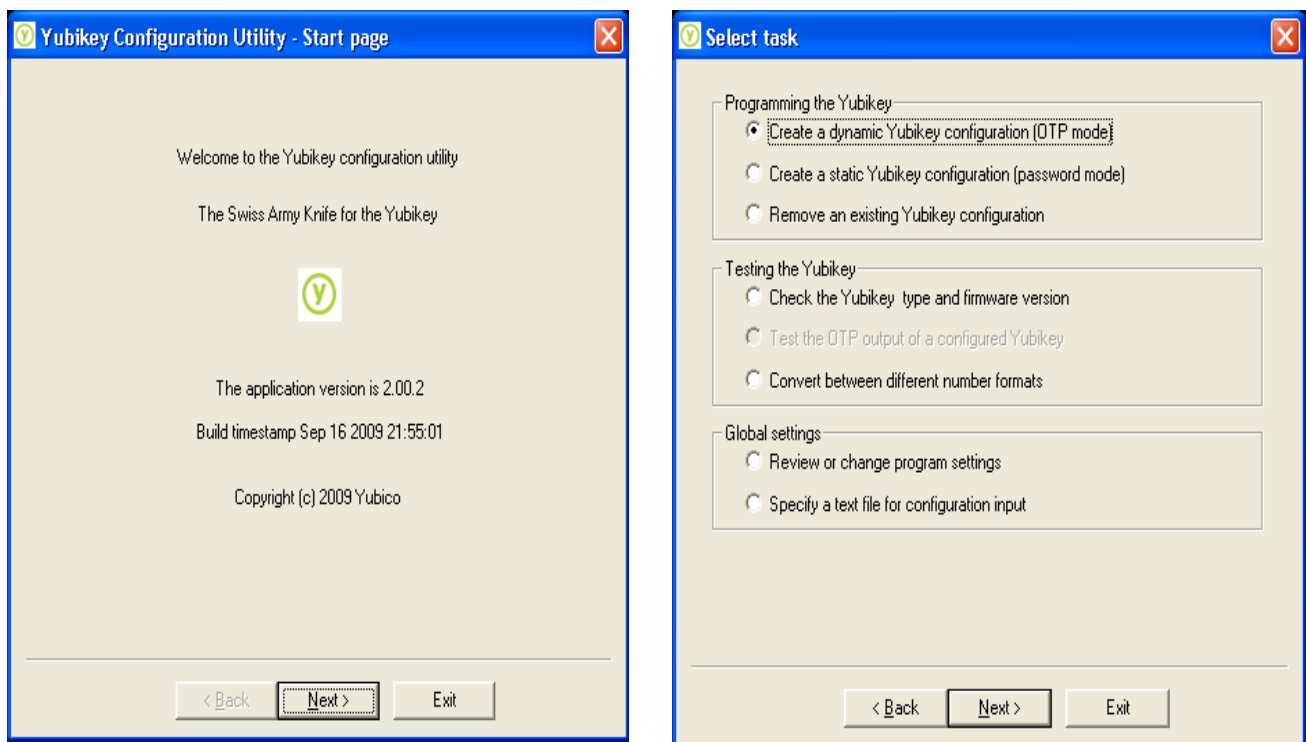 Yubikey Configuration Utility - Start page
Welcome to the Yubikey configuration utility
The Swiss Army Knife for the Yubikey
y
The application version is 2.00.2
Build timestamp Sep 16 2009 21:55:01
Copyright (c) 2009 Yubico
< Back
Next >
Exit
Select task
Programming the Yubikey
Create a dynamic Yubikey configuration (OTP mode)
Create a static Yubikey configuration (password mode)
Remove an existing Yubikey configuration
Testing the Yubikey
Check the Yubikey type and firmware version
Test the OTP output of a configured Yubikey
Convert between different number formats
Global settings
Review or change program settings
Specify a text file for configuration input
< Back
Next >
Exit